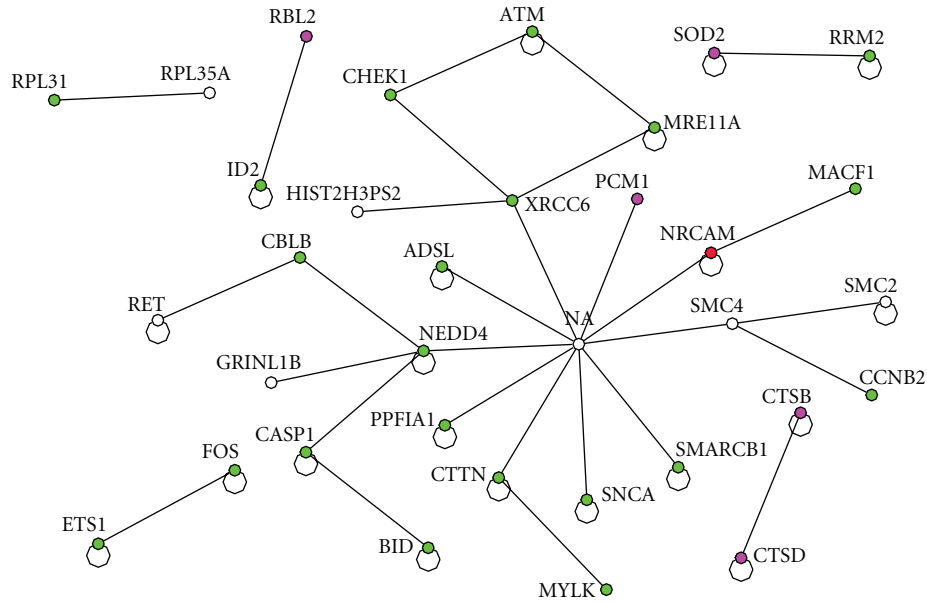 RBL2
ATM
SOD2
RRM2
RPL31
RPL35A
CHEK1
MRE11A
ID2
HIST2H3PS2
XRCC6
PCM1
MACF1
CBLB
ADSL
NRCAM
RET
NEDD4
NA
SMC4
SMC2
GRINL1B
CCNB2
CTSB
PPFIA1
CASP1
FOS
CTTN
SMARCB1
SNCA
ETS1
BID
CTSD
MYLK